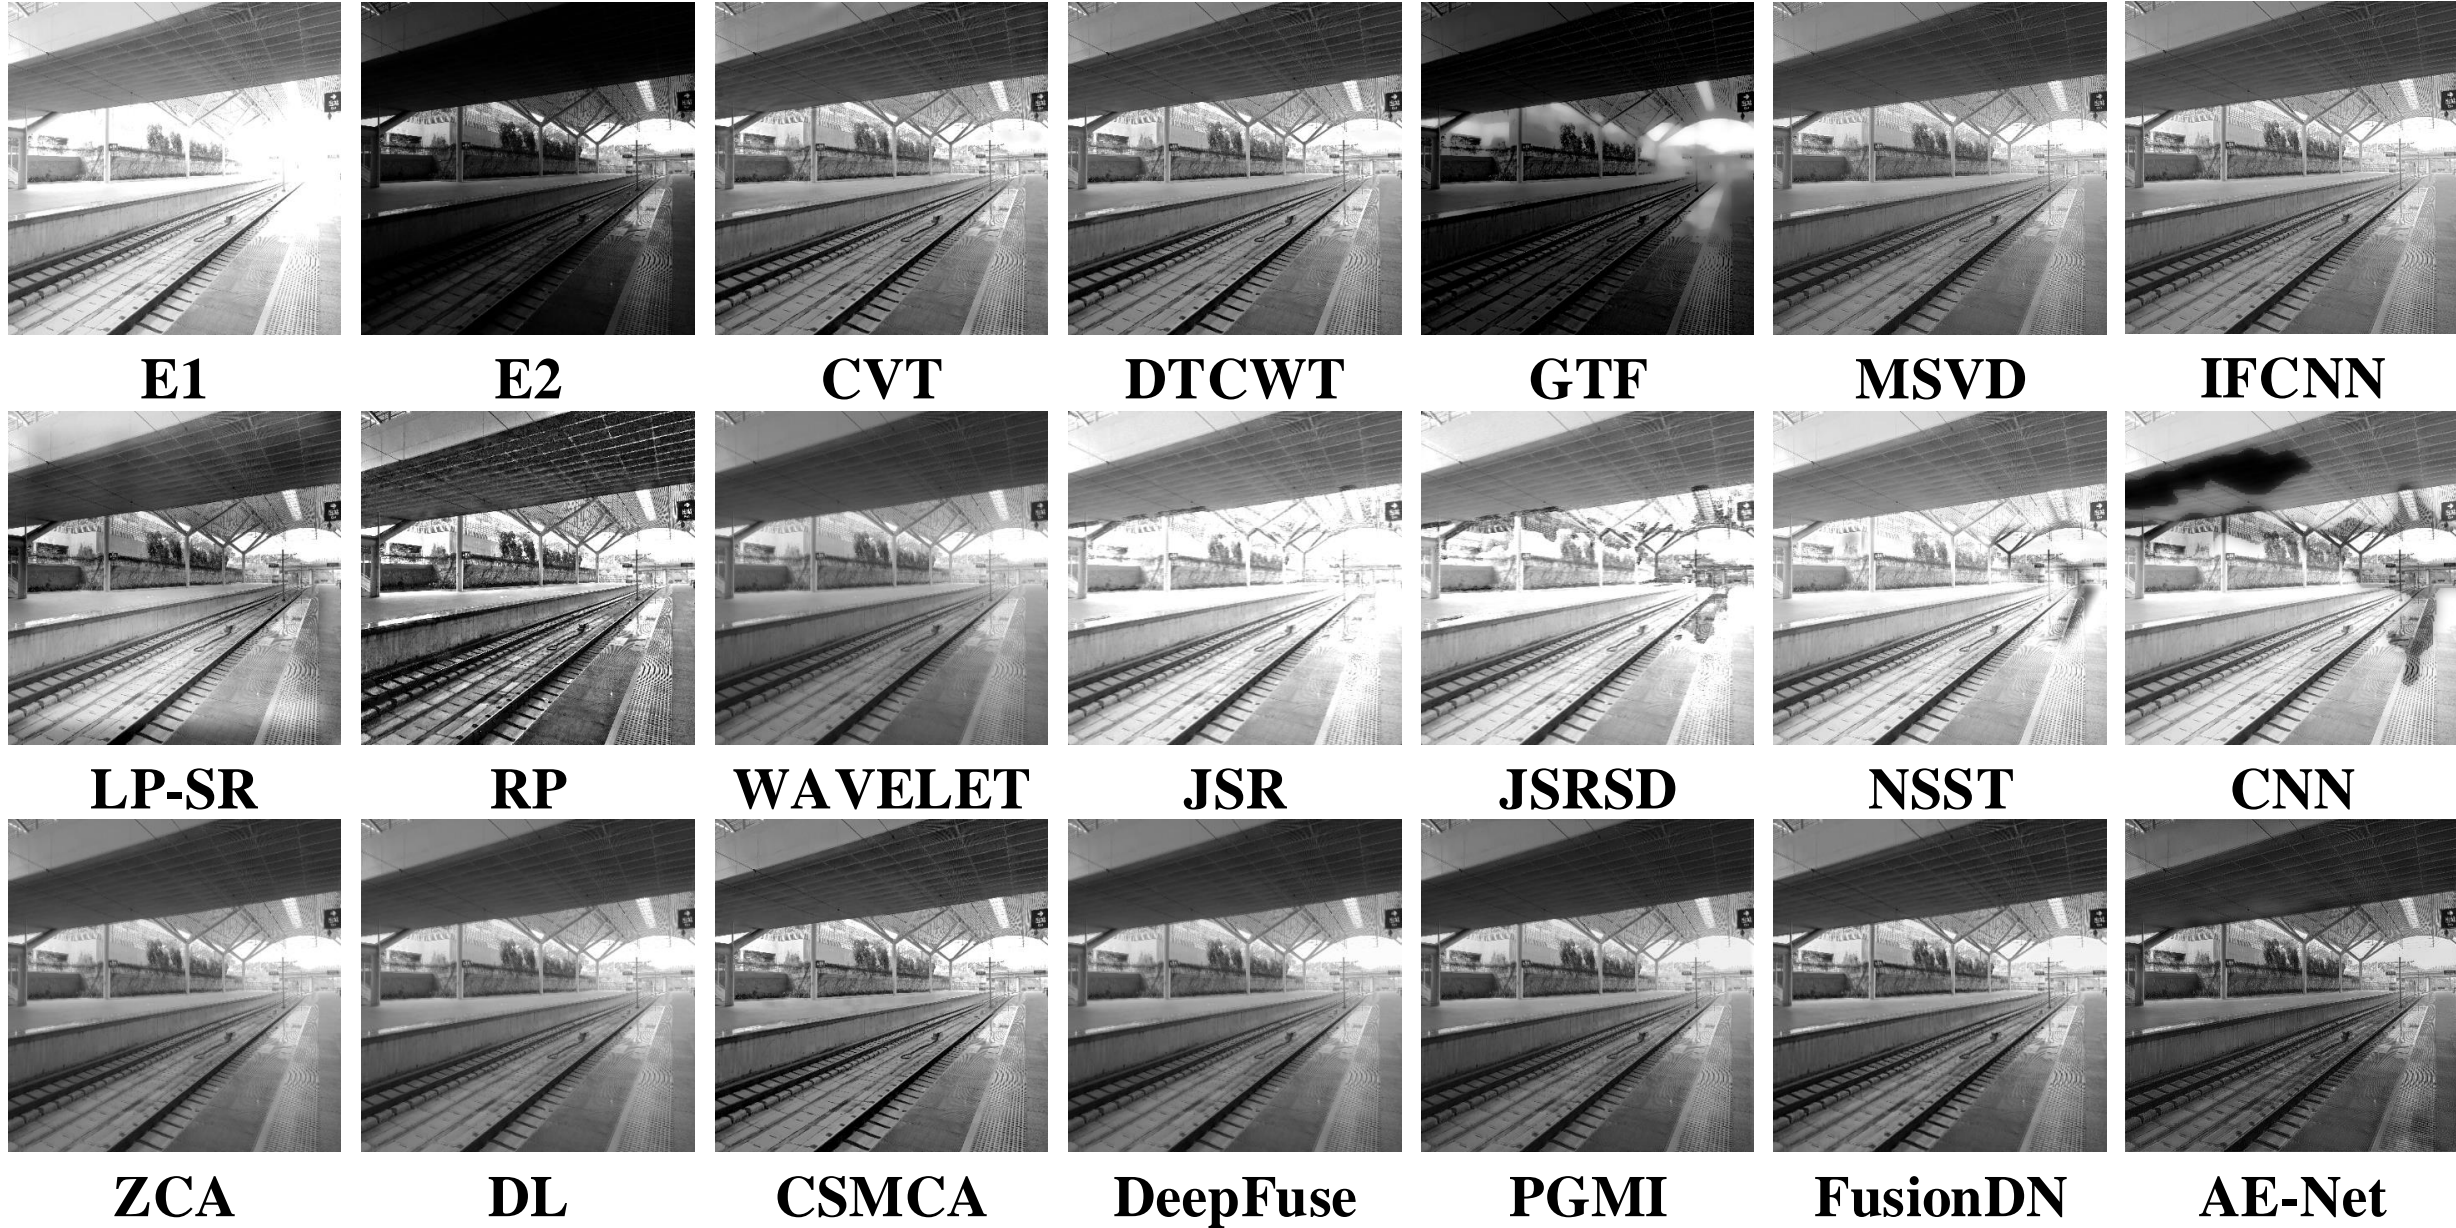 E1 E2 CVT DTCWT GTF MSVD IFCNN
LP-SR RP WAVELET JSR JSRSD NSST CNN
ZCA DL CSMCA DeepFuse PGMI FusionDN AE-Net